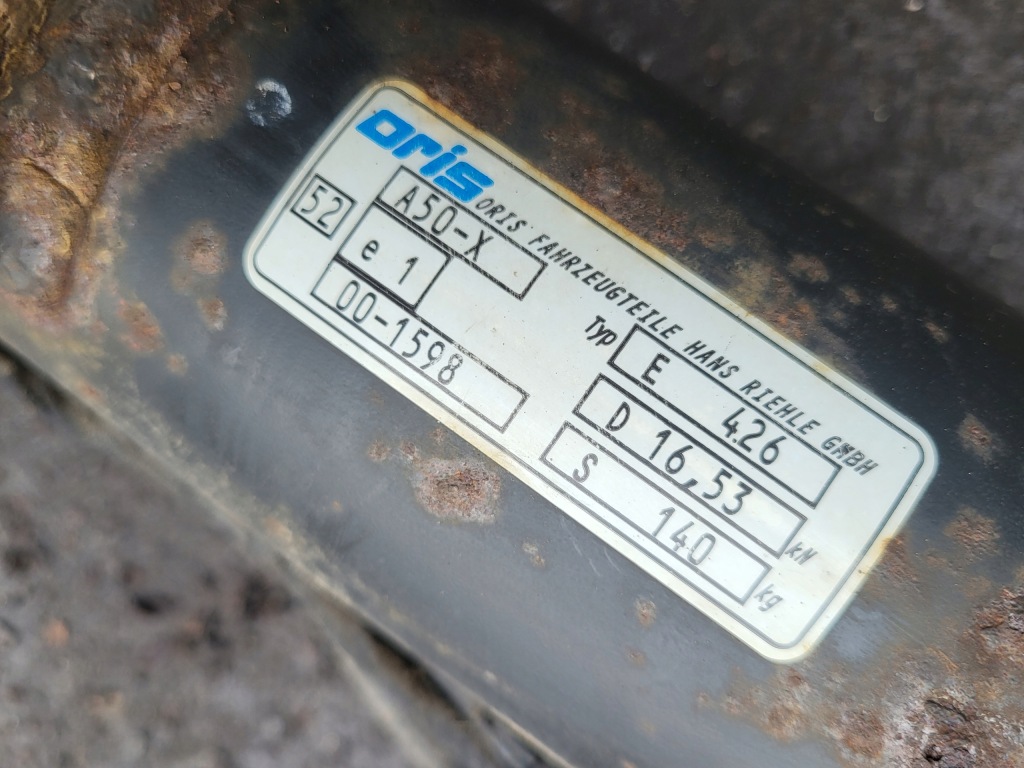 Oris ORIS FAHRZEUGTEILE HANS RIEHLE GMBH
52 A50-X
e 1
00-1598
Typ E 4.26
D 16,53 kN
S 140 kg